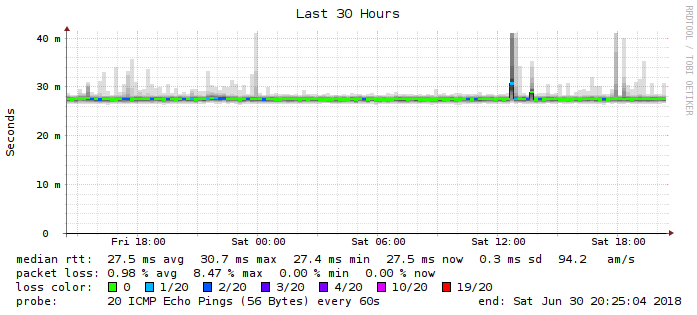 Last 30 Hours
RRDTOOL / TOBI OETIKER
Seconds
40 m
30 m
20 m
10 m
0
Fri 18:00 Sat 00:00 Sat 06:00 Sat 12:00 Sat 18:00
median rtt: 27.5 ms avg 30.7 ms max 27.4 ms min 27.5 ms now 0.3 ms sd 94.2 am/s
packet loss: 0.98 % avg 8.47 % max 0.00 % min 0.00 % now
loss color: 0 1/20 2/20 3/20 4/20 10/20 19/20
probe: 20 ICMP Echo Pings (56 Bytes) every 60s end: Sat Jun 30 20:25:04 2018